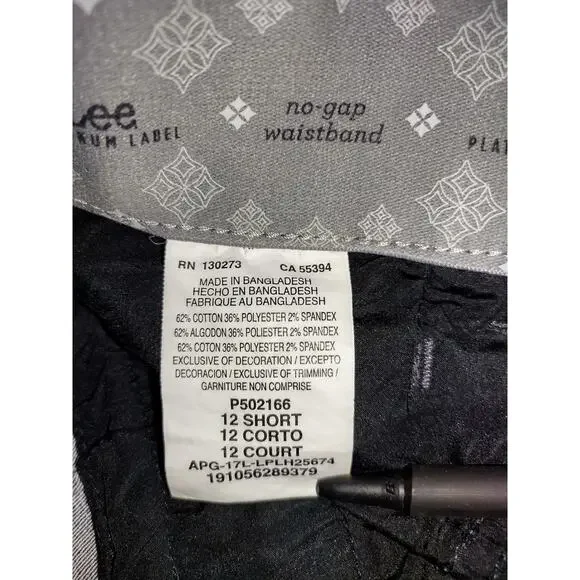 Lee
no-gap
waistband
LABEL
RN 130273 CA 55394
MADE IN BANGLADESH
HECHO EN BANGLADESH
FABRIQUE AU BANGLADESH
62% COTTON 36% POLYESTER 2% SPANDEX
62% ALGODON 36% POLIESTER 2% SPANDEX
62% COTON 36% POLYESTER 2% SPANDEX
EXCLUSIVE OF DECORATION / EXCEPTO
DECORACION / EXCLUSIVE OF TRIMMING /
GARNITURE NON COMPRISE
P502166
12 SHORT
12 CORTO
12 COURT
APG-17L-LPLH25674
191056289379